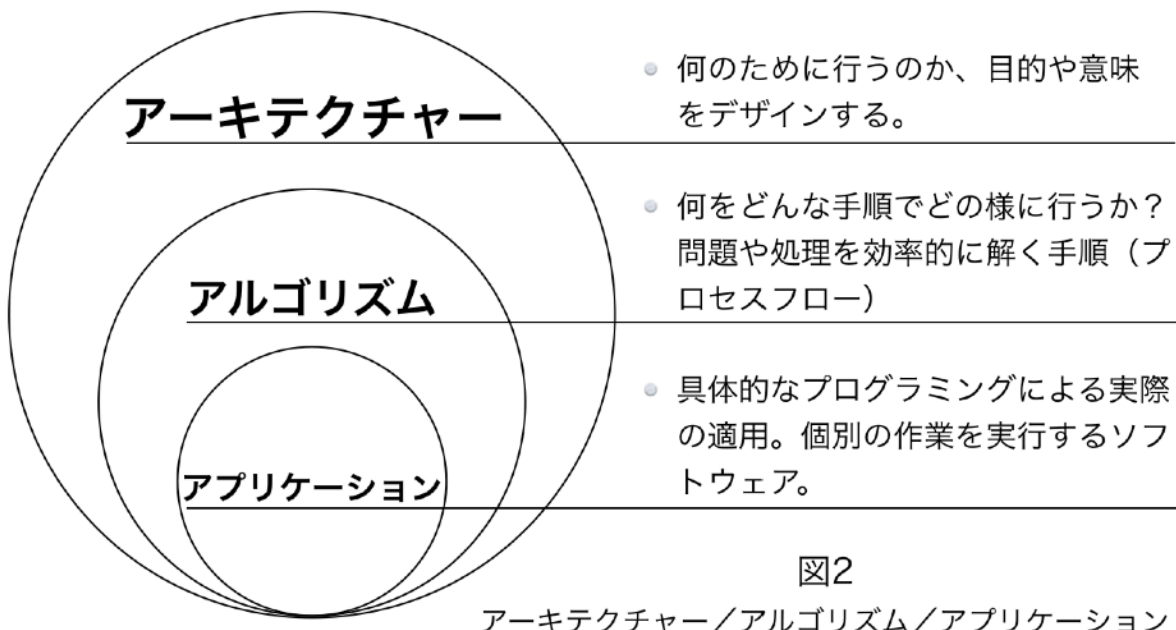 アーキテクチャー
何のために行うのか、目的や意味
をデザインする。
アルゴリズム
何をどんな手順でどの様に行うか？
問題や処理を効率的に解く手順（プ
ロセスフロー）
アプリケーション
具体的なプログラミングによる実際
の適用。個別の作業を実行するソフ
トウェア。
図2
アーキテクチャー／アルゴリズム／アプリケーション